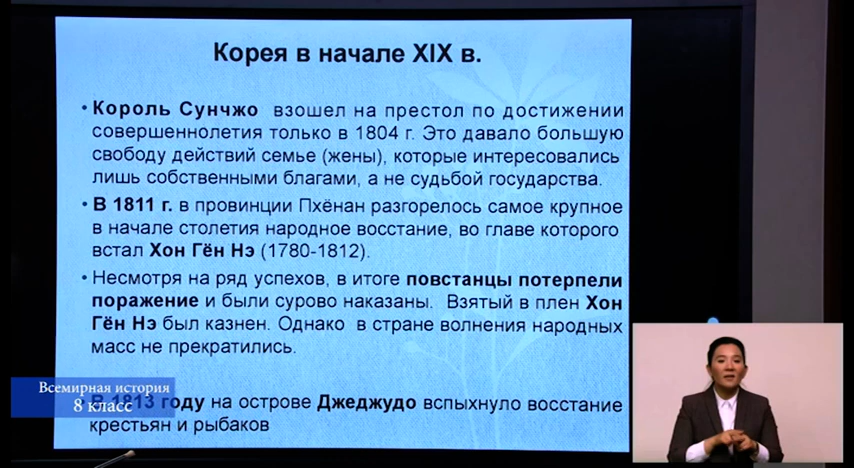 Корея в начале XIX в.
• Король Сунчжо взошел на престол по достижении
совершеннолетия только в 1804 г. Это давало большую
свободу действий семье (жены), которые интересовались
лишь собственными благами, а не судьбой государства.
• В 1811 г. в провинции Пхёнан разгорелось самое крупное
в начале столетия народное восстание, во главе которого
встал Хон Гён Нэ (1780-1812).
• Несмотря на ряд успехов, в итоге повстанцы потерпели
поражение и были сурово наказаны. Взятый в плен Хон
Гён Нэ был казнен. Однако в стране волнения народных
масс не прекратились.
Всемирная история
8 класс
• В 1813 году на острове Джеджудо вспыхнуло восстание
крестьян и рыбаков